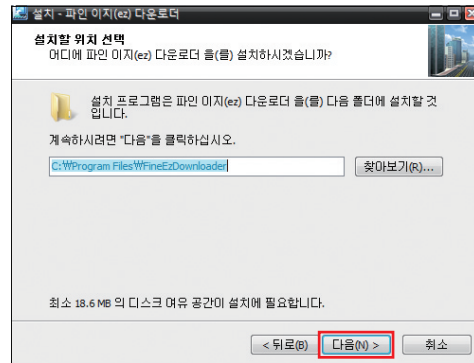 설치 - 파인 이지(ez) 다운로더
설치할 위치 선택
어디에 파인 이지(ez) 다운로더 을(를) 설치하시겠습니까?
설치 프로그램은 파인 이지(ez) 다운로더 을(를) 다음 폴더에 설치할 것
입니다.
계속하시려면 "다음"을 클릭하십시오.
C:₩Program Files₩FineEzDownloader
찾아보기(R)...
최소 18.6 MB 의 디스크 여유 공간이 설치에 필요합니다.
< 뒤로(B) 다음(N) > 취소